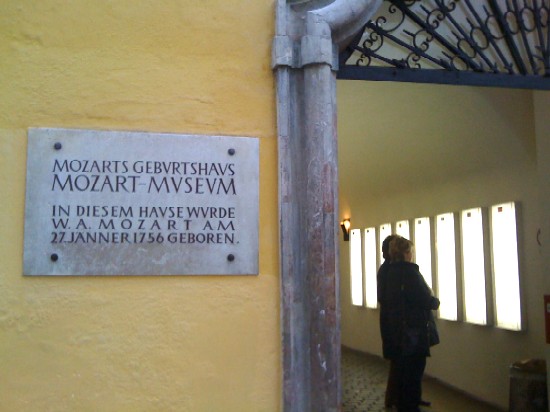 MOZARTS GEBVRTSHAVS
MOZART-MVSEVM
IN DIESEM HAVSE WVRDE
W.A. MOZART AM
27. JÄNNER 1756 GEBOREN.